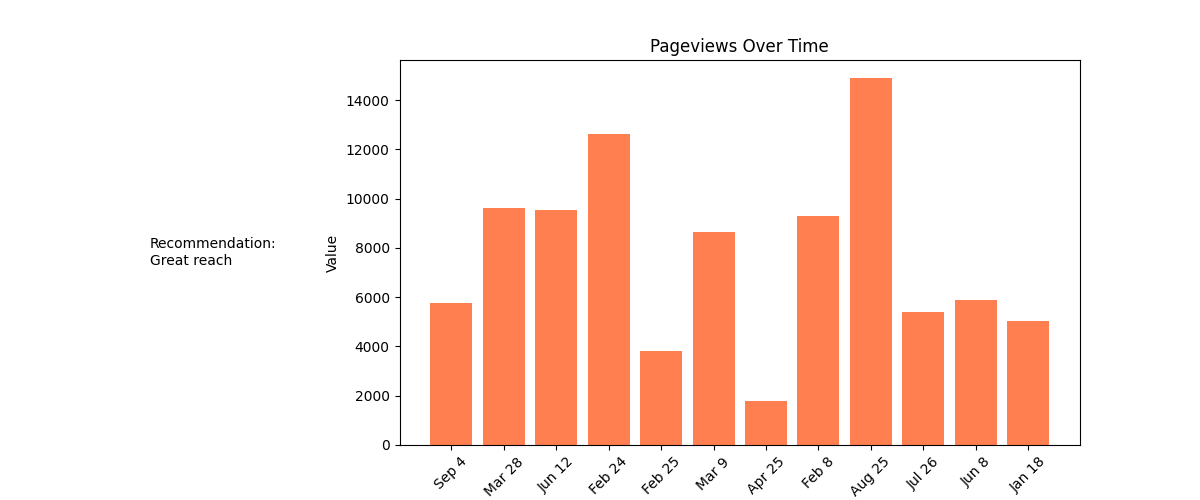 Pageviews Over Time
Recommendation:
Great reach
Value
14000
12000
10000
8000
6000
4000
2000
0
Sep 4
Mar 28
Jun 12
Feb 24
Feb 25
Mar 9
Apr 25
Feb 8
Aug 25
Jul 26
Jun 8
Jan 18